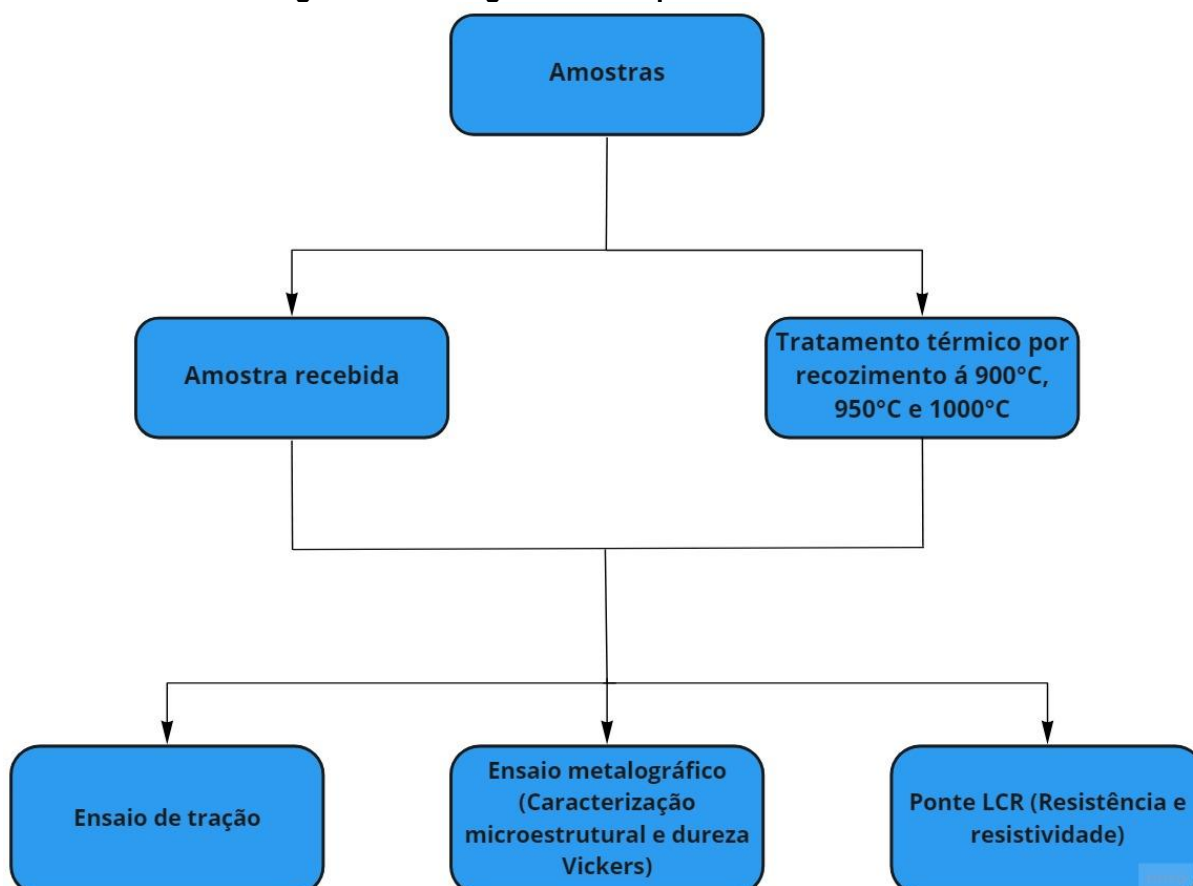 Amostras
Amostra recebida
Tratamento térmico por
recozimento á 900°C,
950°C e 1000°C
Ensaio de tração
Ensaio metalográfico
(Caracterização
microestrutural e dureza
Vickers)
Ponte LCR (Resistência e
resistividade)